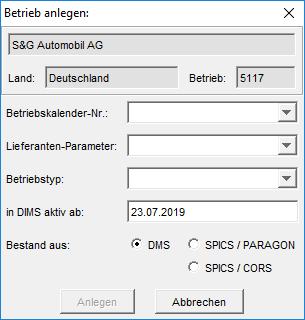 Betrieb anlegen:
S&G Automobil AG
Land: Deutschland Betrieb: 5117
Betriebskalender-Nr.:
Lieferanten-Parameter:
Betriebstyp:
in DIMS aktiv ab: 23.07.2019
Bestand aus: DMS SPICS / PARAGON
SPICS / CORS
Anlegen Abbrechen